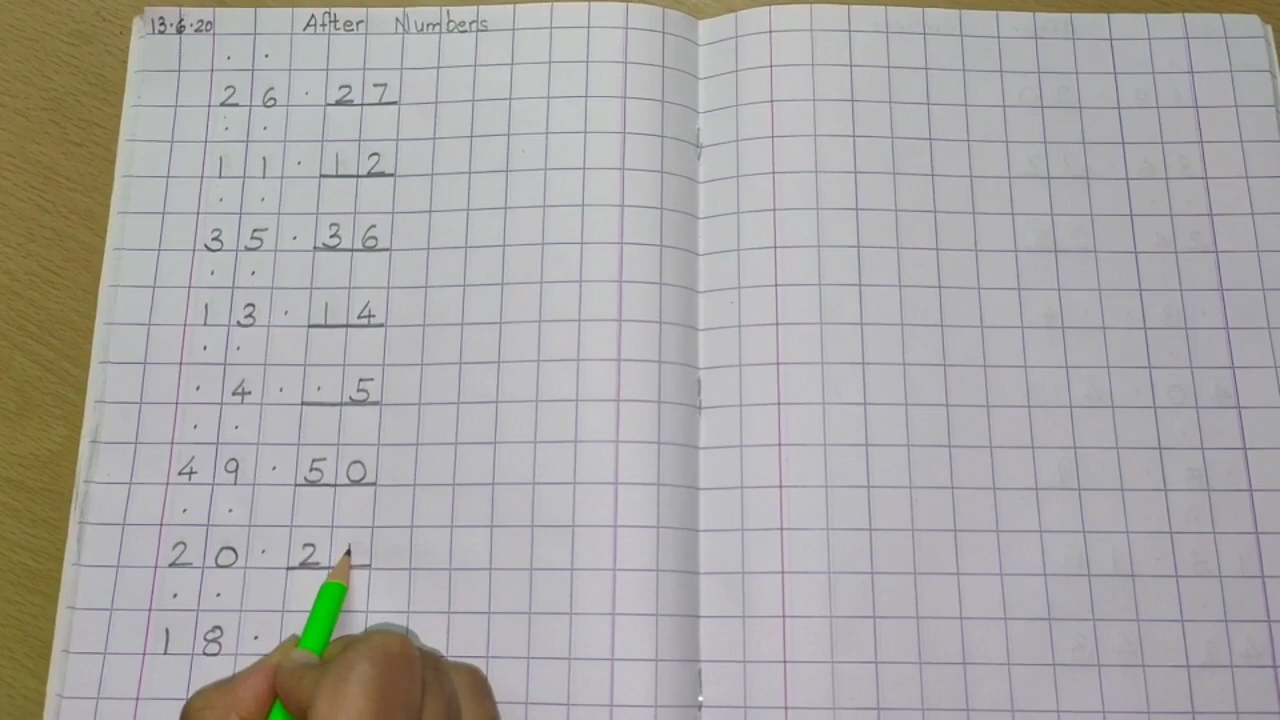 13·6·20 After Numbers
26 · 27
11 · 12
35 · 36
13 · 14
· 4 · · 5
49 · 50
20 · 21
18 ·